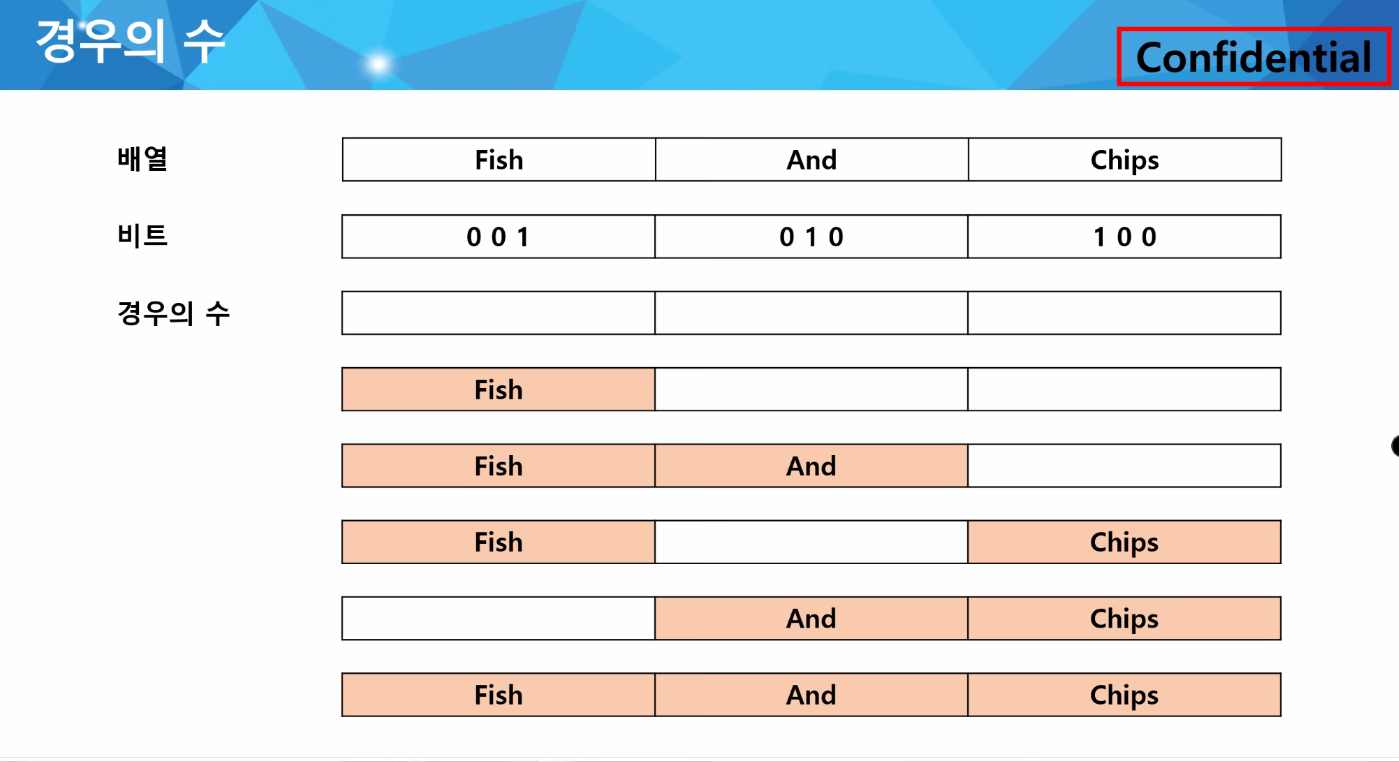 경우의 수
Confidential
배열 Fish And Chips
비트 0 0 1 0 1 0 1 0 0
경우의 수
Fish
Fish And
Fish Chips
And Chips
Fish And Chips